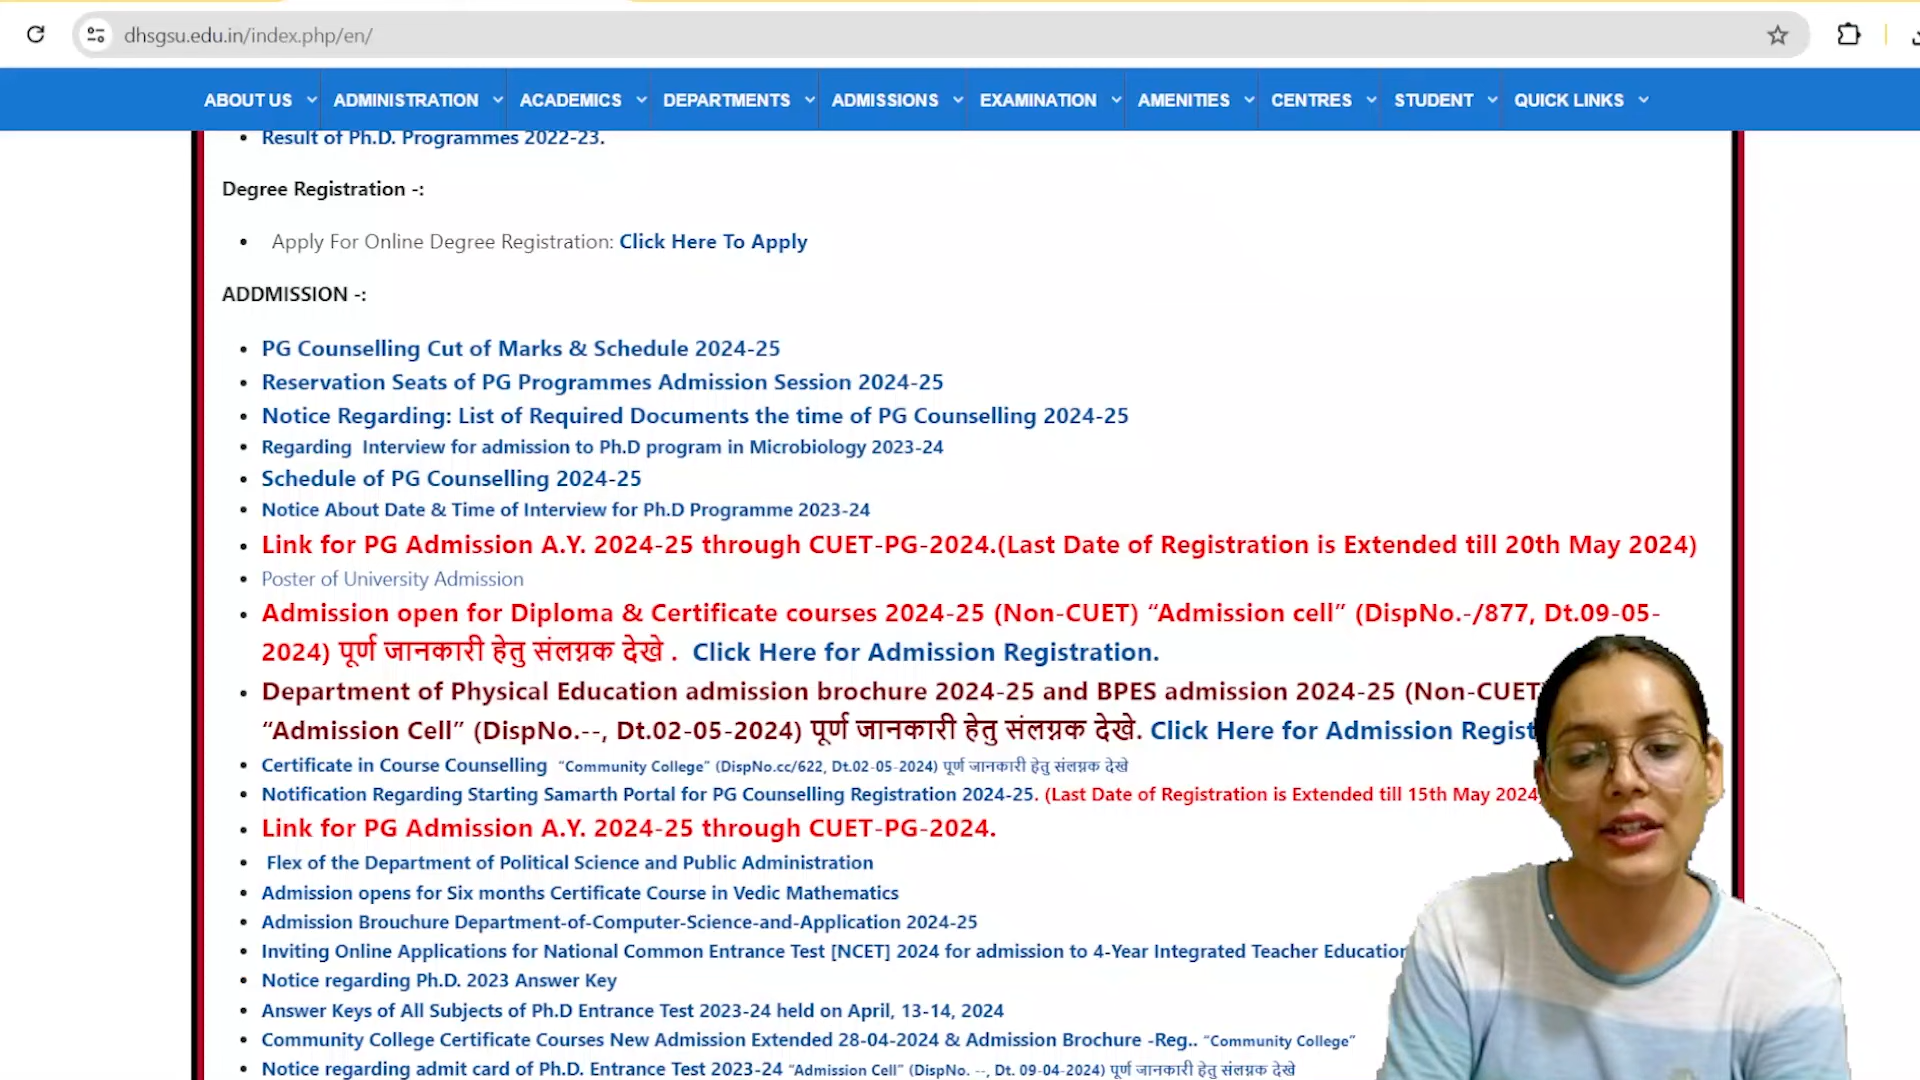 dhsgsu.edu.in/index.php/en/
ABOUT US ADMINISTRATION ACADEMICS DEPARTMENTS ADMISSIONS EXAMINATION AMENITIES CENTRES STUDENT QUICK LINKS
Result of Ph.D. Programmes 2022-23.
Degree Registration -:
Apply For Online Degree Registration: Click Here To Apply
ADDMISSION -:
PG Counselling Cut of Marks & Schedule 2024-25
Reservation Seats of PG Programmes Admission Session 2024-25
Notice Regarding: List of Required Documents the time of PG Counselling 2024-25
Regarding Interview for admission to Ph.D program in Microbiology 2023-24
Schedule of PG Counselling 2024-25
Notice About Date & Time of Interview for Ph.D Programme 2023-24
Link for PG Admission A.Y. 2024-25 through CUET-PG-2024.(Last Date of Registration is Extended till 20th May 2024)
Poster of University Admission
Admission open for Diploma & Certificate courses 2024-25 (Non-CUET) “Admission cell” (DispNo.-/877, Dt.09-05-
2024) पूर्ण जानकारी हेतु संलग्नक देखे . Click Here for Admission Registration.
Department of Physical Education admission brochure 2024-25 and BPES admission 2024-25 (Non-CUET
“Admission Cell” (DispNo.--, Dt.02-05-2024) पूर्ण जानकारी हेतु संलग्नक देखे. Click Here for Admission Regist
Certificate in Course Counselling “Community College” (DispNo.cc/622, Dt.02-05-2024) पूर्ण जानकारी हेतु संलग्नक देखे
Notification Regarding Starting Samarth Portal for PG Counselling Registration 2024-25. (Last Date of Registration is Extended till 15th May 2024
Link for PG Admission A.Y. 2024-25 through CUET-PG-2024.
Flex of the Department of Political Science and Public Administration
Admission opens for Six months Certificate Course in Vedic Mathematics
Admission Brouchure Department-of-Computer-Science-and-Application 2024-25
Inviting Online Applications for National Common Entrance Test [NCET] 2024 for admission to 4-Year Integrated Teacher Education
Notice regarding Ph.D. 2023 Answer Key
Answer Keys of All Subjects of Ph.D Entrance Test 2023-24 held on April, 13-14, 2024
Community College Certificate Courses New Admission Extended 28-04-2024 & Admission Brochure -Reg.. “Community College”
Notice regarding admit card of Ph.D. Entrance Test 2023-24 “Admission Cell” (DispNo. --, Dt. 09-04-2024) पूर्ण जानकारी हेतु संलग्नक देखे